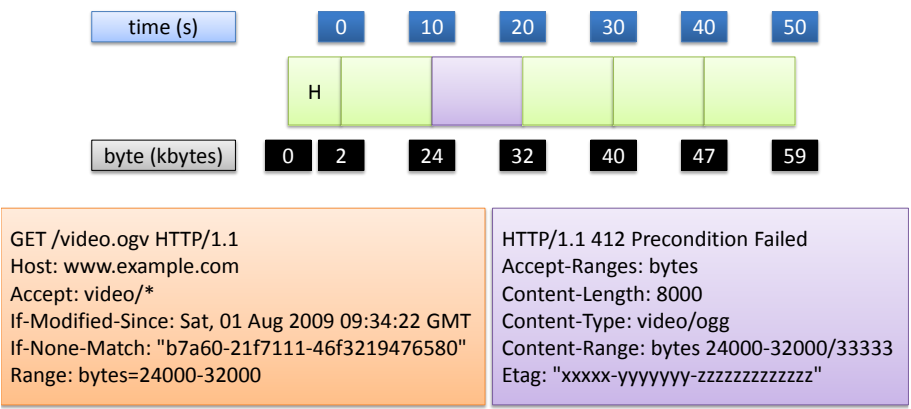 time (s) 0 10 20 30 40 50
H
byte (kbytes) 0 2 24 32 40 47 59
GET /video.ogv HTTP/1.1
Host: www.example.com
Accept: video/*
If-Modified-Since: Sat, 01 Aug 2009 09:34:22 GMT
If-None-Match: "b7a60-21f7111-46f3219476580"
Range: bytes=24000-32000
HTTP/1.1 412 Precondition Failed
Accept-Ranges: bytes
Content-Length: 8000
Content-Type: video/ogg
Content-Range: bytes 24000-32000/33333
Etag: "xxxxx-yyyyyyy-zzzzzzzzzzzzz"